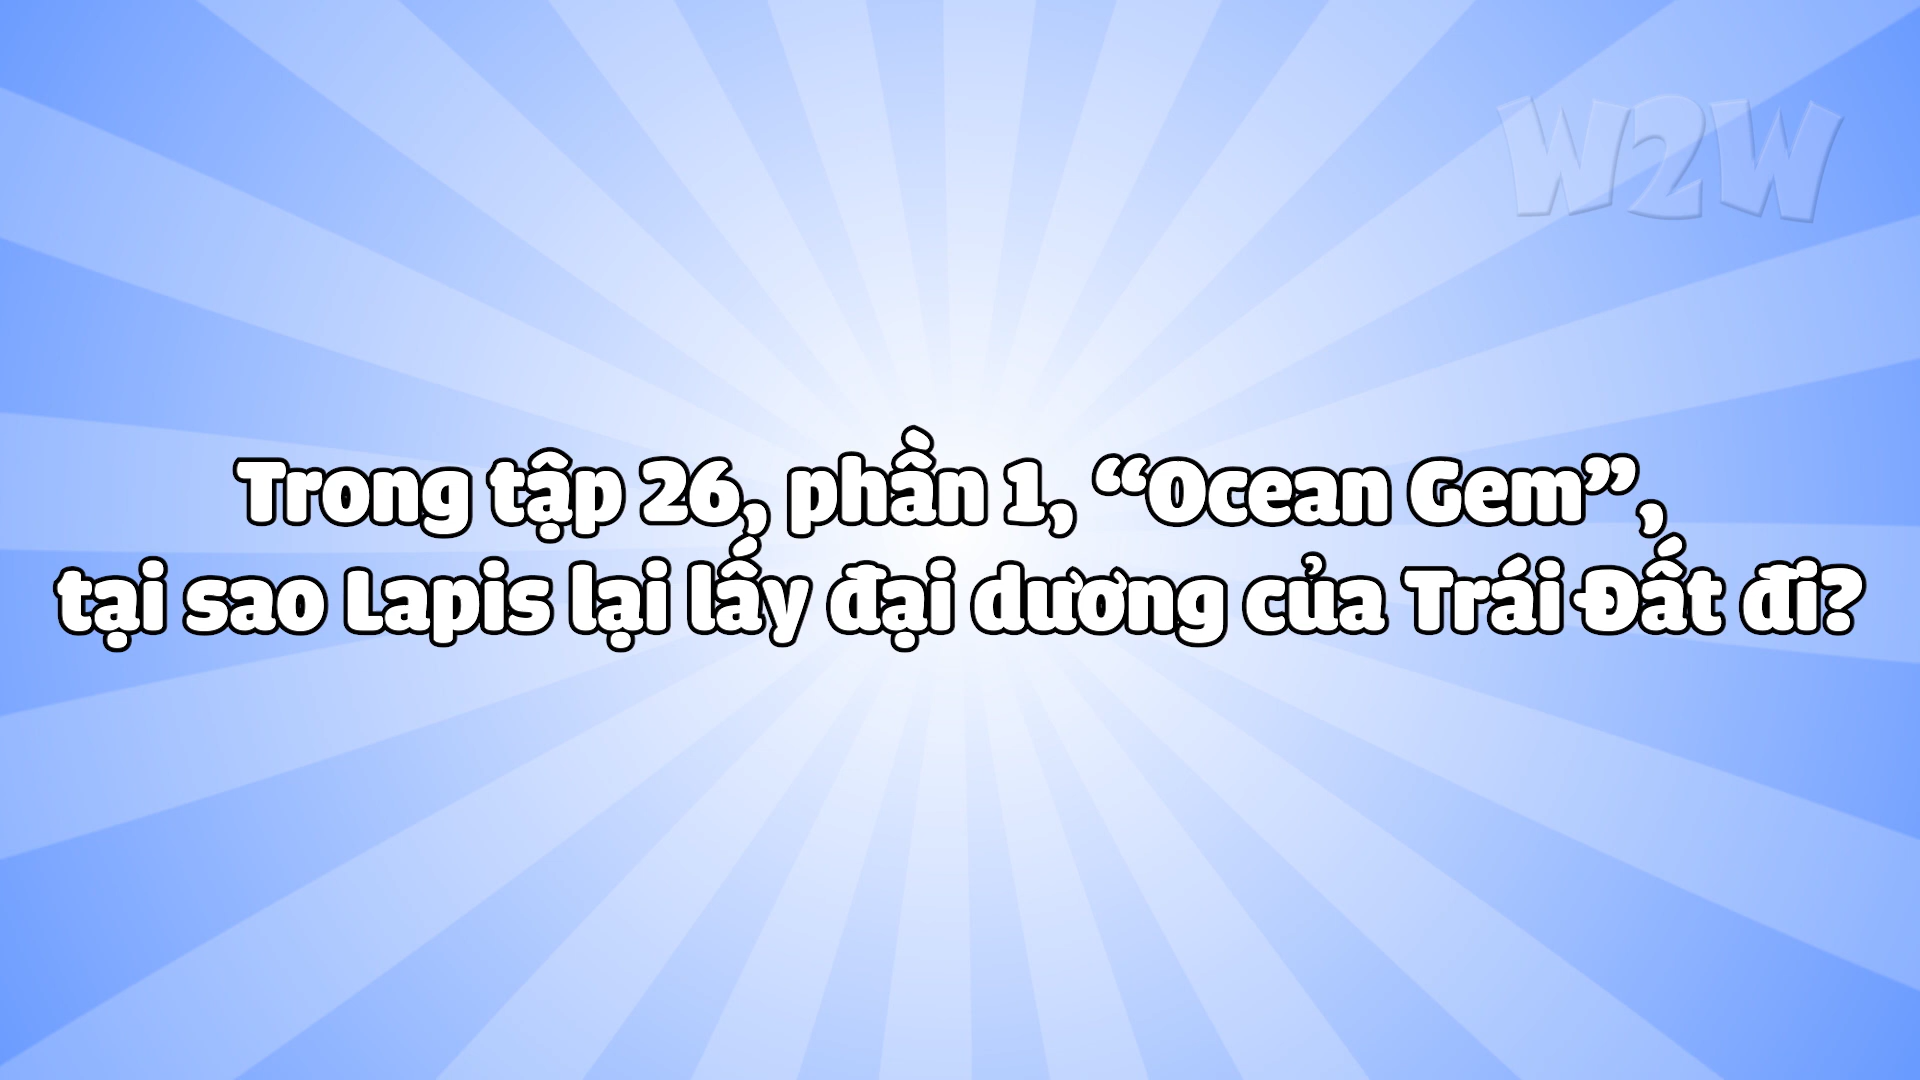 W2W
Trong tập 26, phần 1, “Ocean Gem”,
tại sao Lapis lại lấy đại dương của Trái Đất đi?